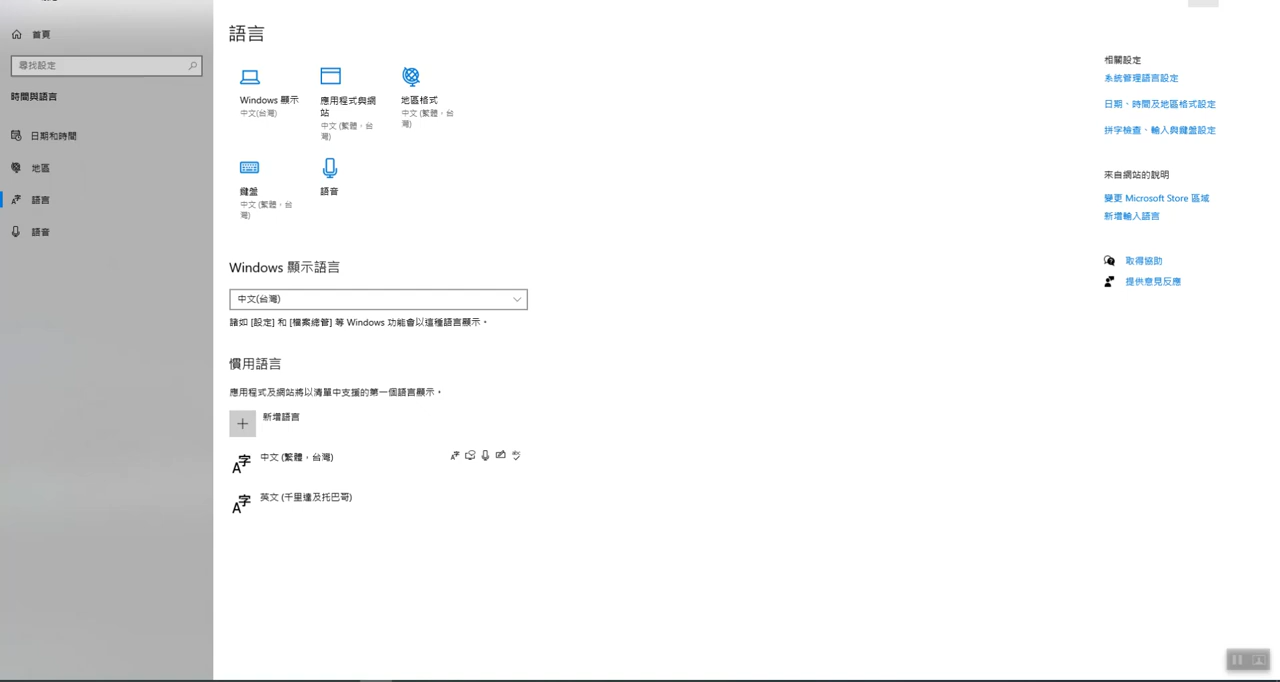 首頁
尋找設定
時間與語言
日期和時間
地區
語言
語音
語言
Windows 顯示
中文(台灣)
應用程式與網
站
中文 (繁體，台
灣)
地區格式
中文 (繁體，台
灣)
鍵盤
中文 (繁體，台
灣)
語音
Windows 顯示語言
中文(台灣)
諸如 [設定] 和 [檔案總管] 等 Windows 功能會以這種語言顯示。
慣用語言
應用程式及網站將以清單中支援的第一個語言顯示。
新增語言
中文 (繁體，台灣)
英文 (千里達及托巴哥)
相關設定
系統管理語言設定
日期、時間及地區格式設定
拼字檢查、輸入與鍵盤設定
來自網站的說明
變更 Microsoft Store 區域
新增輸入語言
取得協助
提供意見反應